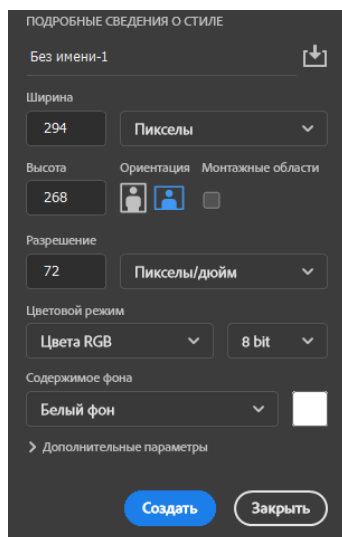 ПОДРОБНЫЕ СВЕДЕНИЯ О СТИЛЕ
Без имени-1
Ширина
294 Пикселы
Высота Ориентация Монтажные области
268
Разрешение
72 Пикселы/дюйм
Цветовой режим
Цвета RGB 8 bit
Содержимое фона
Белый фон
Дополнительные параметры
Создать Закрыть